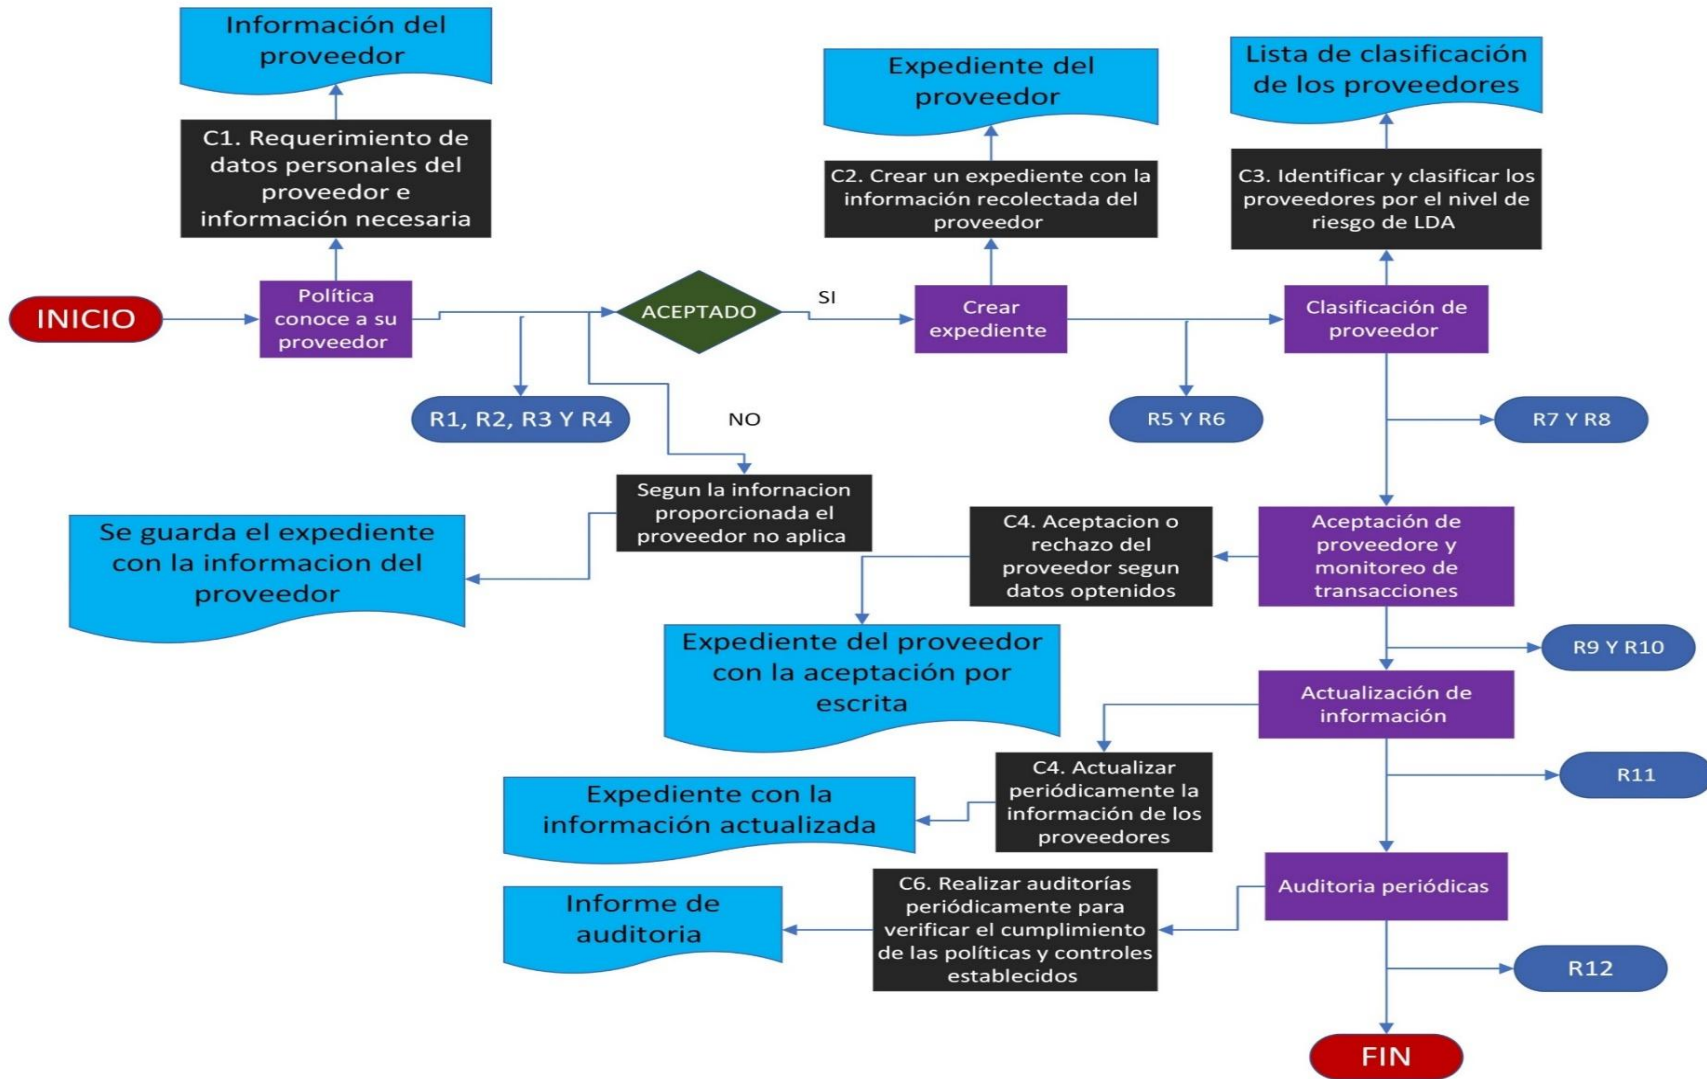 Información del
proveedor
Expediente del
proveedor
Lista de clasificación
de los proveedores
C1. Requerimiento de
datos personales del
proveedor e
información necesaria
C2. Crear un expediente con la
información recolectada del
proveedor
C3. Identificar y clasificar los
proveedores por el nivel de
riesgo de LDA
INICIO
Política
conoce a su
proveedor
ACEPTADO
SI
Crear
expediente
Clasificación de
proveedor
R1, R2, R3 Y R4
NO
R5 Y R6
R7 Y R8
Segun la infornacion
proporcionada el
proveedor no aplica
Se guarda el expediente
con la informacion del
proveedor
C4. Aceptacion o
rechazo del
proveedor segun
datos optenidos
Aceptación de
proveedore y
monitoreo de
transacciones
Expediente del proveedor
con la aceptación por
escrita
R9 Y R10
Actualización de
información
C4. Actualizar
periódicamente la
información de los
proveedores
R11
Expediente con la
información actualizada
Auditoria periódicas
C6. Realizar auditorías
periódicamente para
verificar el cumplimiento
de las políticas y controles
establecidos
Informe de
auditoria
R12
FIN